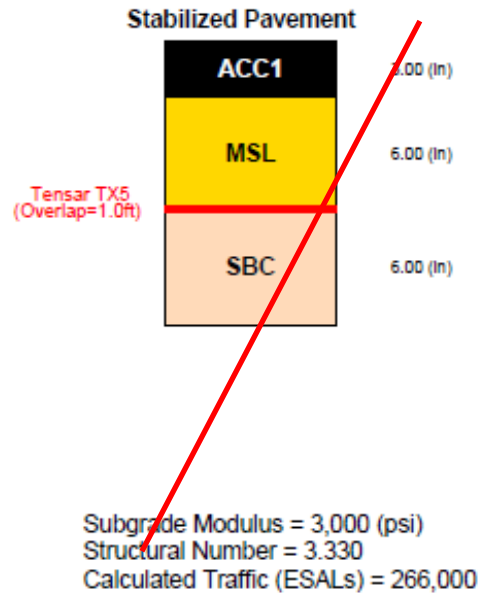 Stabilized Pavement
ACC1
3.00 (in)
MSL
6.00 (in)
Tensar TX5
(Overlap=1.0ft)
SBC
6.00 (in)
Subgrade Modulus = 3,000 (psi)
Structural Number = 3.330
Calculated Traffic (ESALs) = 266,000